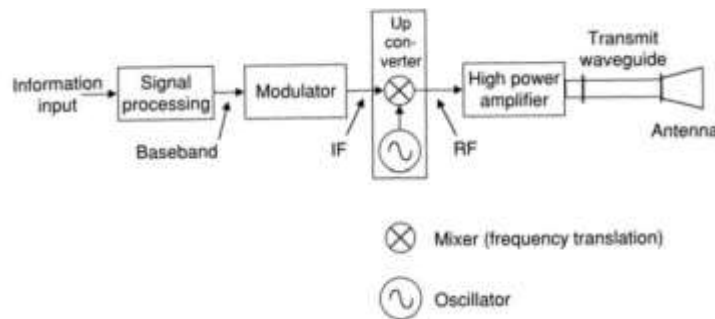 Up
con-
verter
Transmit
waveguide
Information
input
Signal
processing
Modulator
High power
amplifier
Baseband
IF
RF
Antenna
Mixer (frequency translation)
Oscillator